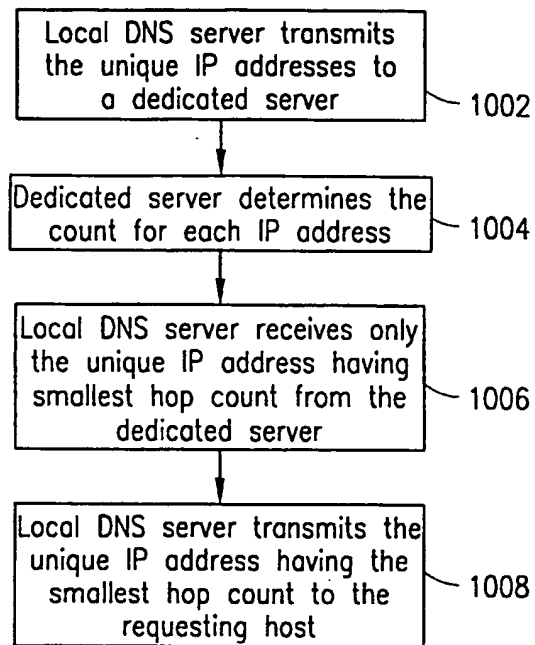 Local DNS server transmits
the unique IP addresses to
a dedicated server
1002
Dedicated server determines the
count for each IP address
1004
Local DNS server receives only
the unique IP address having
smallest hop count from the
dedicated server
1006
Local DNS server transmits the
unique IP address having the
smallest hop count to the
requesting host
1008